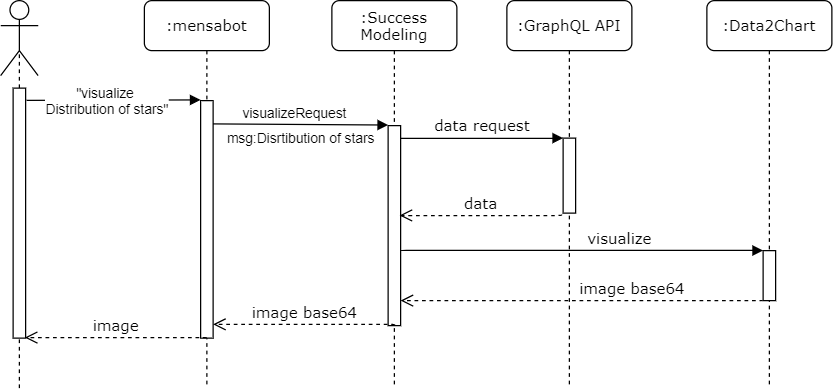 :mensabot
:Success
Modeling
:GraphQL API
:Data2Chart
"visualize
Distribution of stars"
visualizeRequest
msg:Disrtibution of stars
data request
data
visualize
image base64
image base64
image